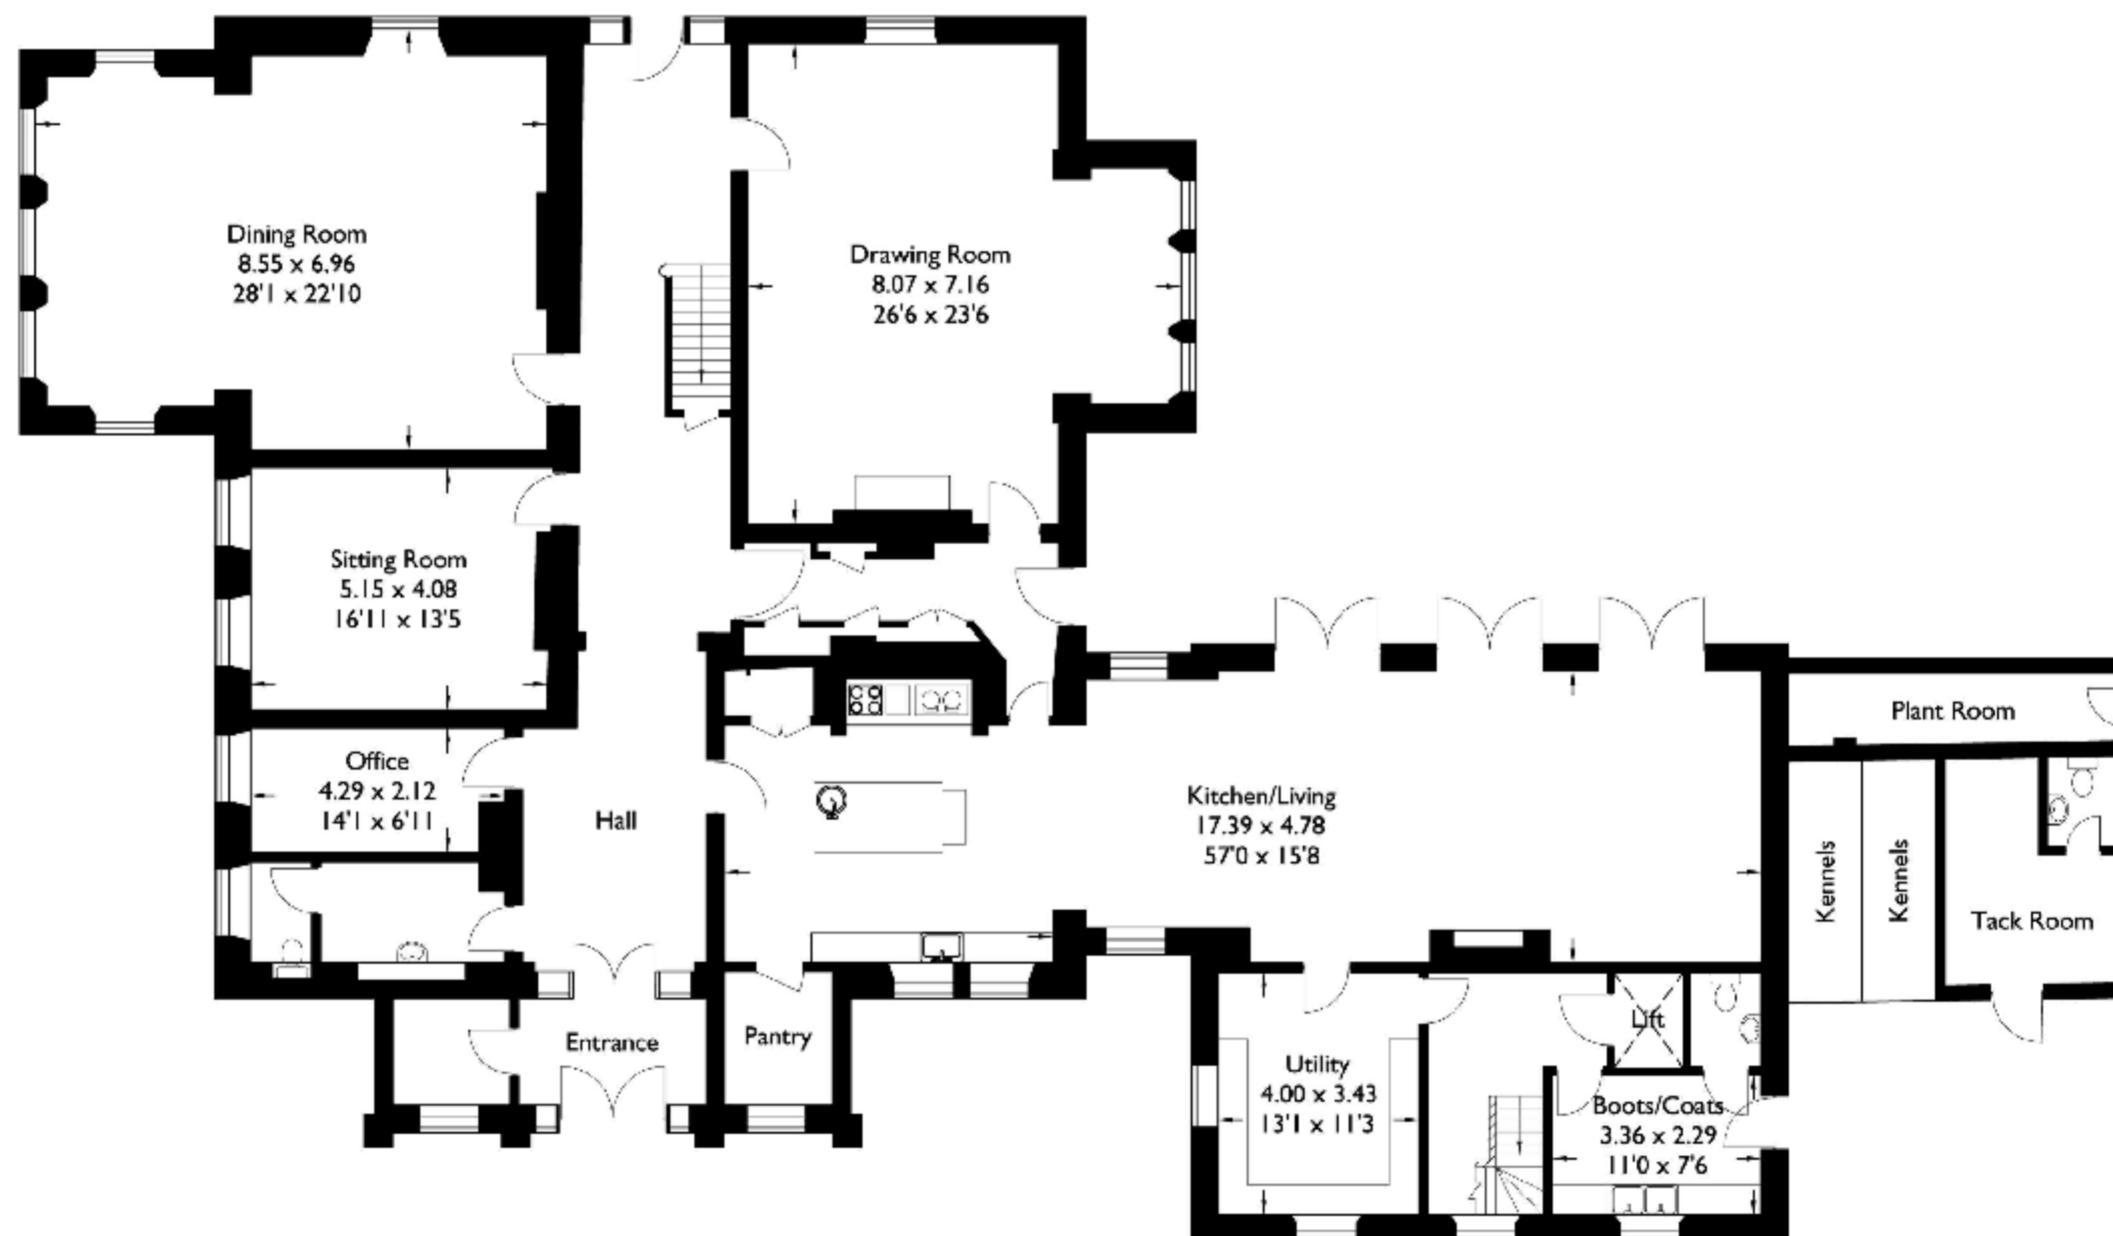 Dining Room
8.55 x 6.96
28'1 x 22'10
Drawing Room
8.07 x 7.16
26'6 x 23'6
Sitting Room
5.15 x 4.08
16'11 x 13'5
Office
4.29 x 2.12
14'1 x 6'11
Hall
Kitchen/Living
17.39 x 4.78
57'0 x 15'8
Plant Room
Kennels
Kennels
Tack Room
Entrance
Pantry
Utility
4.00 x 3.43
13'1 x 11'3
Lift
Boots/Coats
3.36 x 2.29
11'0 x 7'6